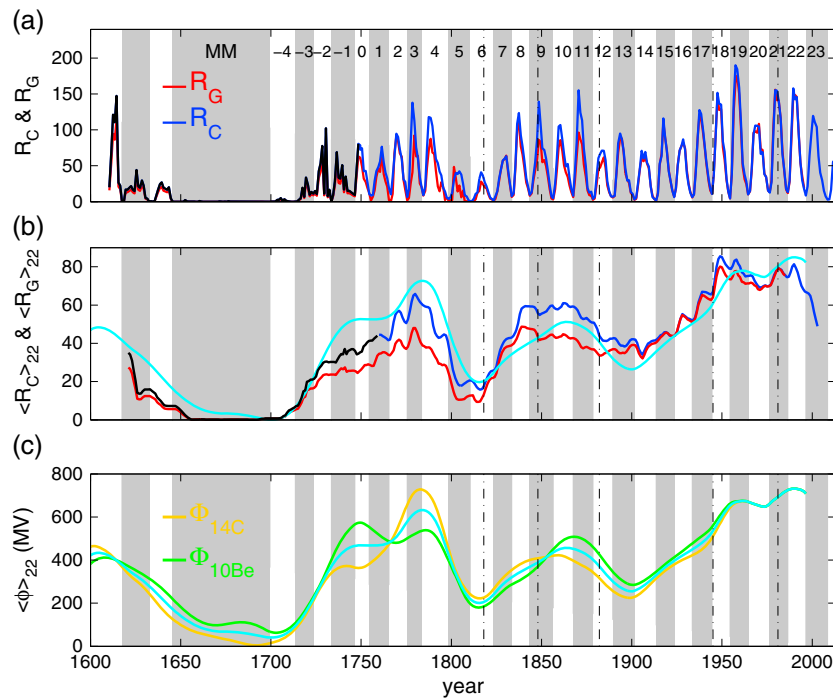 (a)
R_C & R_G
200
150
100
50
0
MM -4 -3 -2 -1 0 1 2 3 4 5 6 7 8 9 10 11 12 13 14 15 16 17 18 19 20 21 22 23
R_G
R_C
(b)
<R_C>_22 & <R_G>_22
80
60
40
20
0
(c)
<ϕ>_22 (MV)
800
600
400
200
0
Φ_14C
Φ_10Be
1600 1650 1700 1750 1800 1850 1900 1950 2000
year